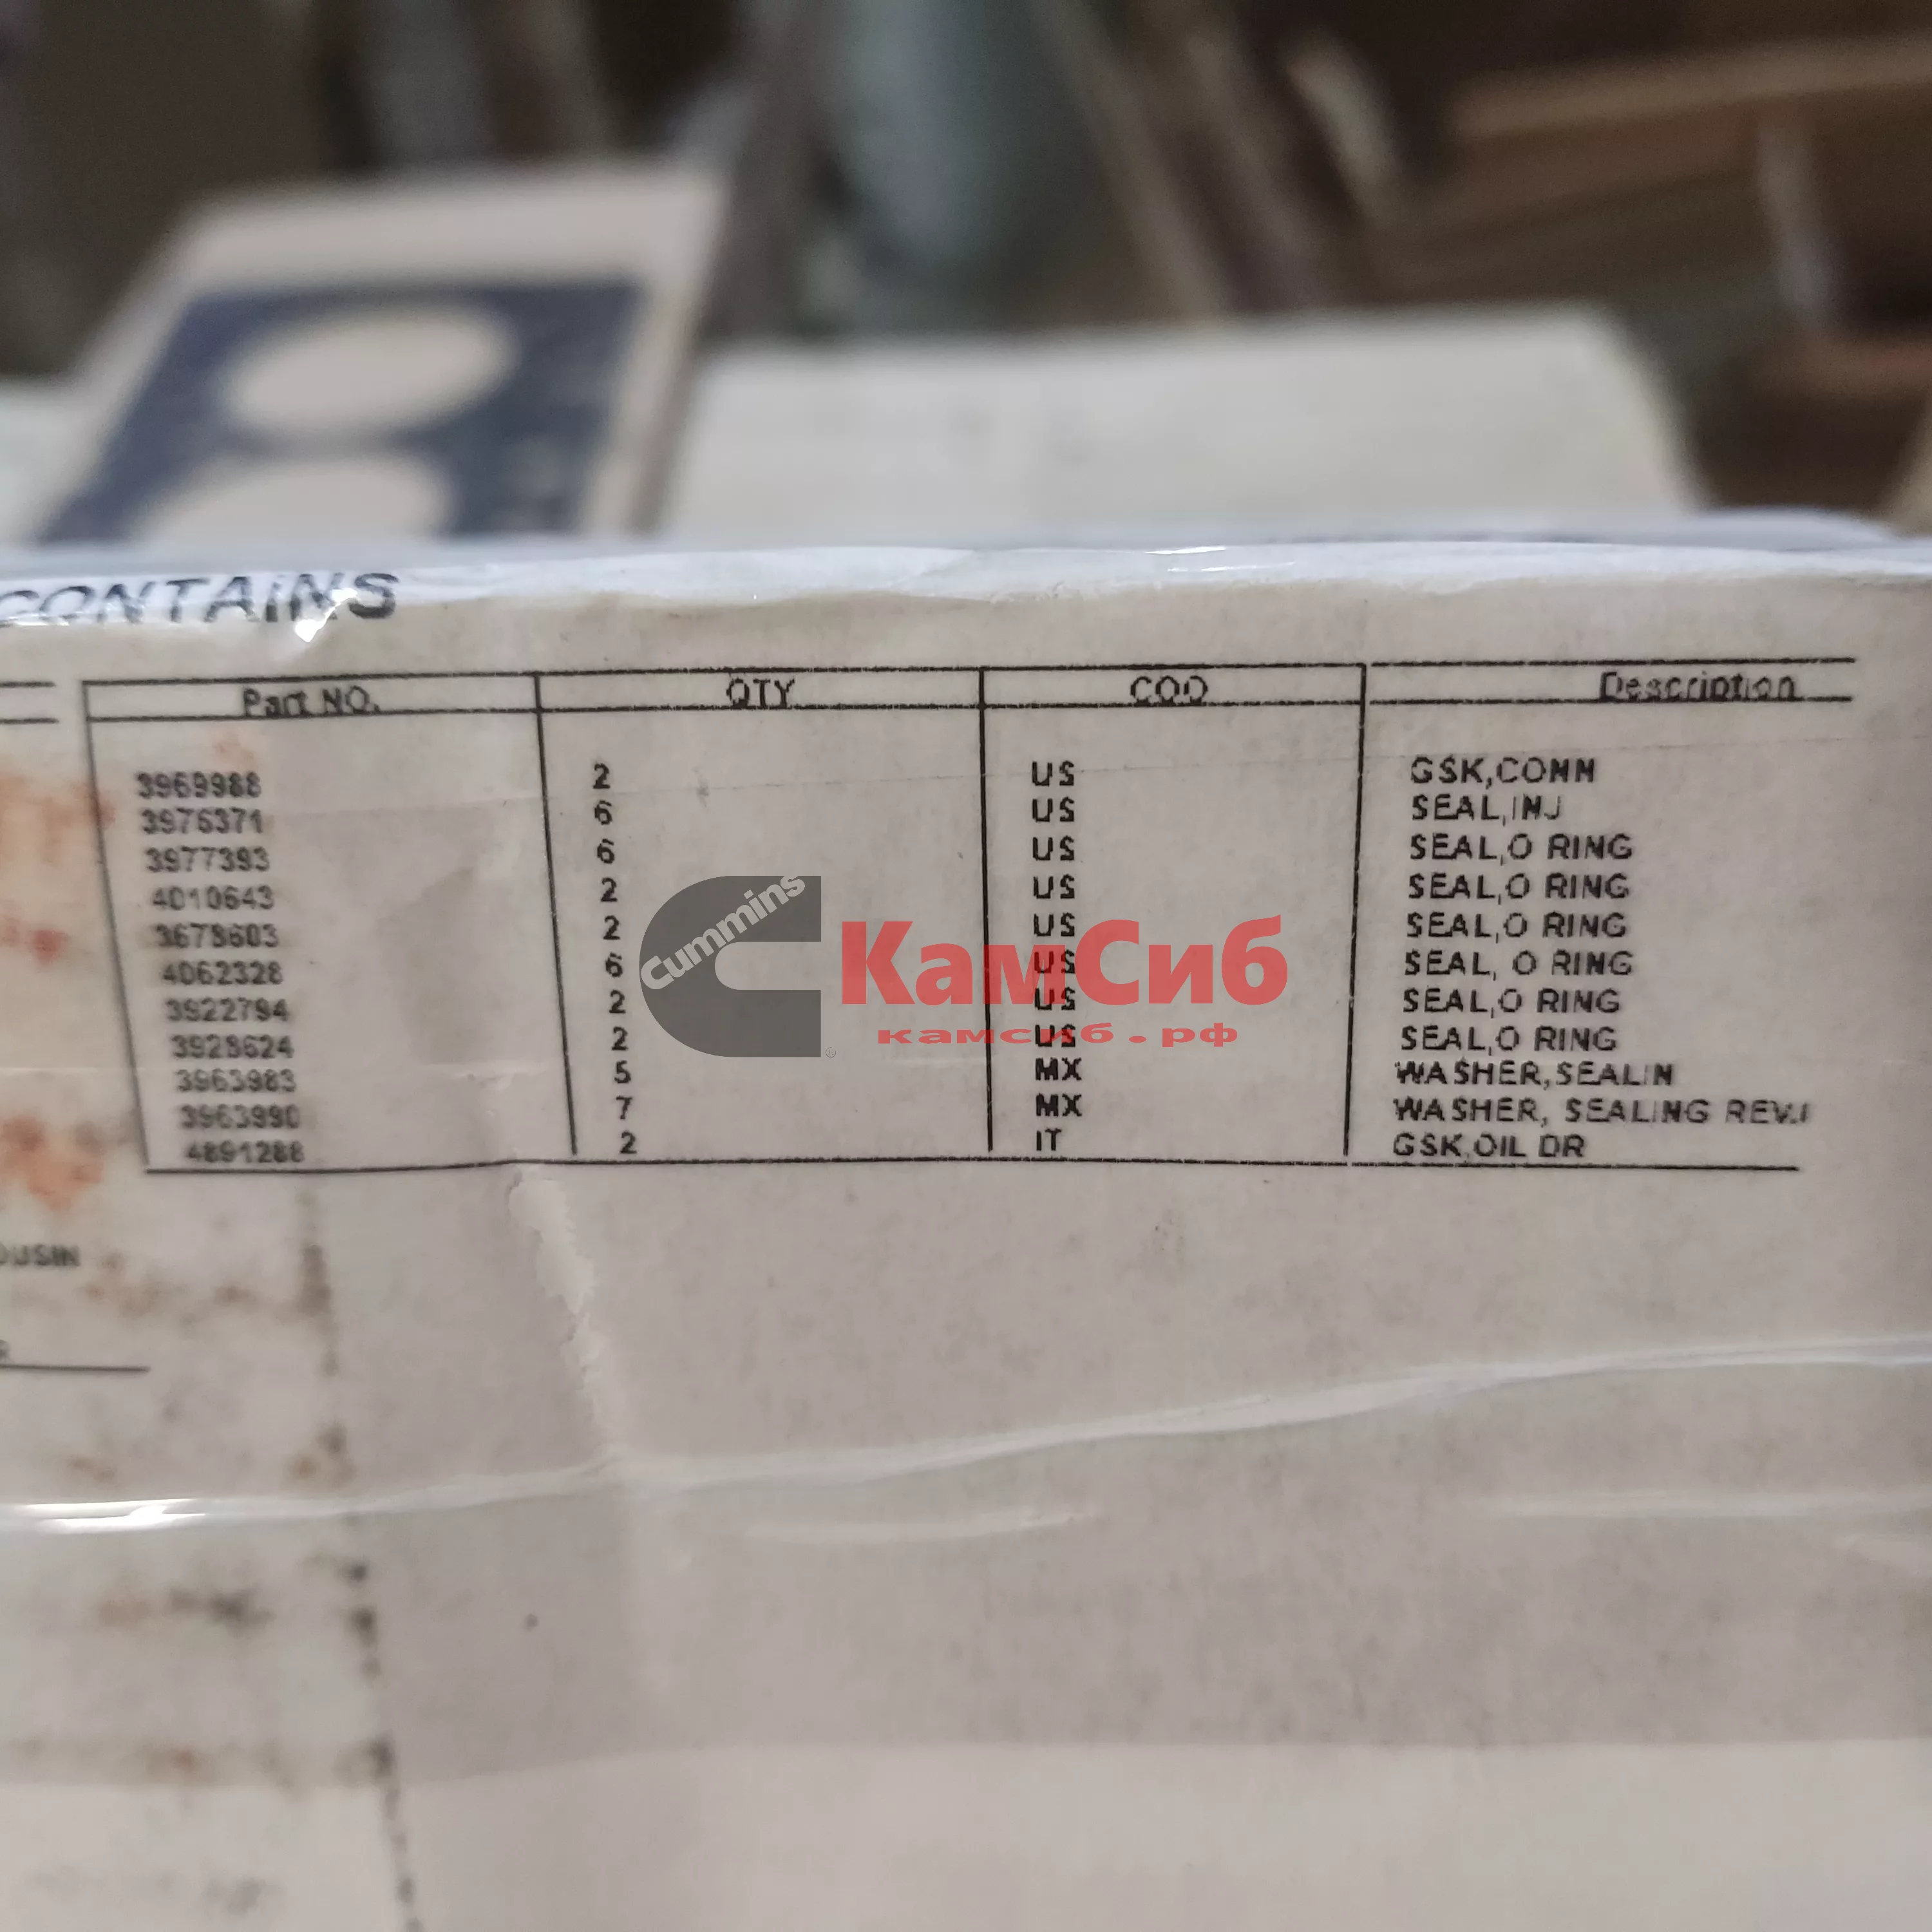 CONTAINS
Part NO. QTY COO Description
3969988 2 US GSK,CONN
3976371 6 US SEAL,INJ
3977393 6 US SEAL,O RING
4010643 2 US SEAL,O RING
3678603 2 US SEAL,O RING
4062328 6 US SEAL, O RING
3922794 2 US SEAL,O RING
3928624 2 US SEAL,O RING
3963983 5 MX WASHER,SEALIN
3963990 7 MX WASHER, SEALING REV.I
4891288 2 IT GSK,OIL DR
Cummins
КамСиб
камсиб.рф
OUSIN